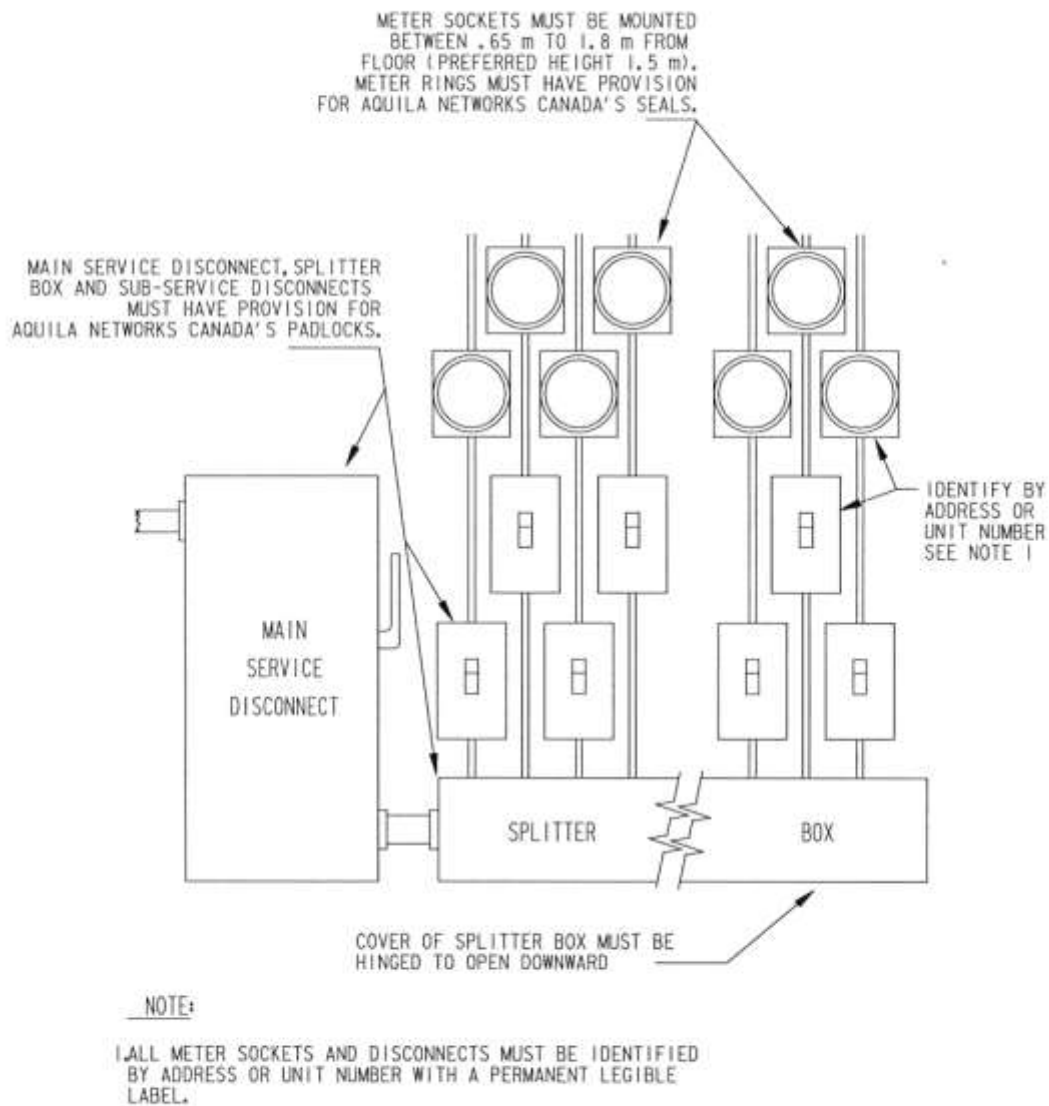 METER SOCKETS MUST BE MOUNTED
BETWEEN .65 m TO 1.8 m FROM
FLOOR (PREFERRED HEIGHT 1.5 m).
METER RINGS MUST HAVE PROVISION
FOR AQUILA NETWORKS CANADA'S SEALS.
MAIN SERVICE DISCONNECT, SPLITTER
BOX AND SUB-SERVICE DISCONNECTS
MUST HAVE PROVISION FOR
AQUILA NETWORKS CANADA'S PADLOCKS.
IDENTIFY BY
ADDRESS OR
UNIT NUMBER
SEE NOTE 1
MAIN
SERVICE
DISCONNECT
SPLITTER
BOX
COVER OF SPLITTER BOX MUST BE
HINGED TO OPEN DOWNWARD
NOTE:
1.ALL METER SOCKETS AND DISCONNECTS MUST BE IDENTIFIED
BY ADDRESS OR UNIT NUMBER WITH A PERMANENT LEGIBLE
LABEL.